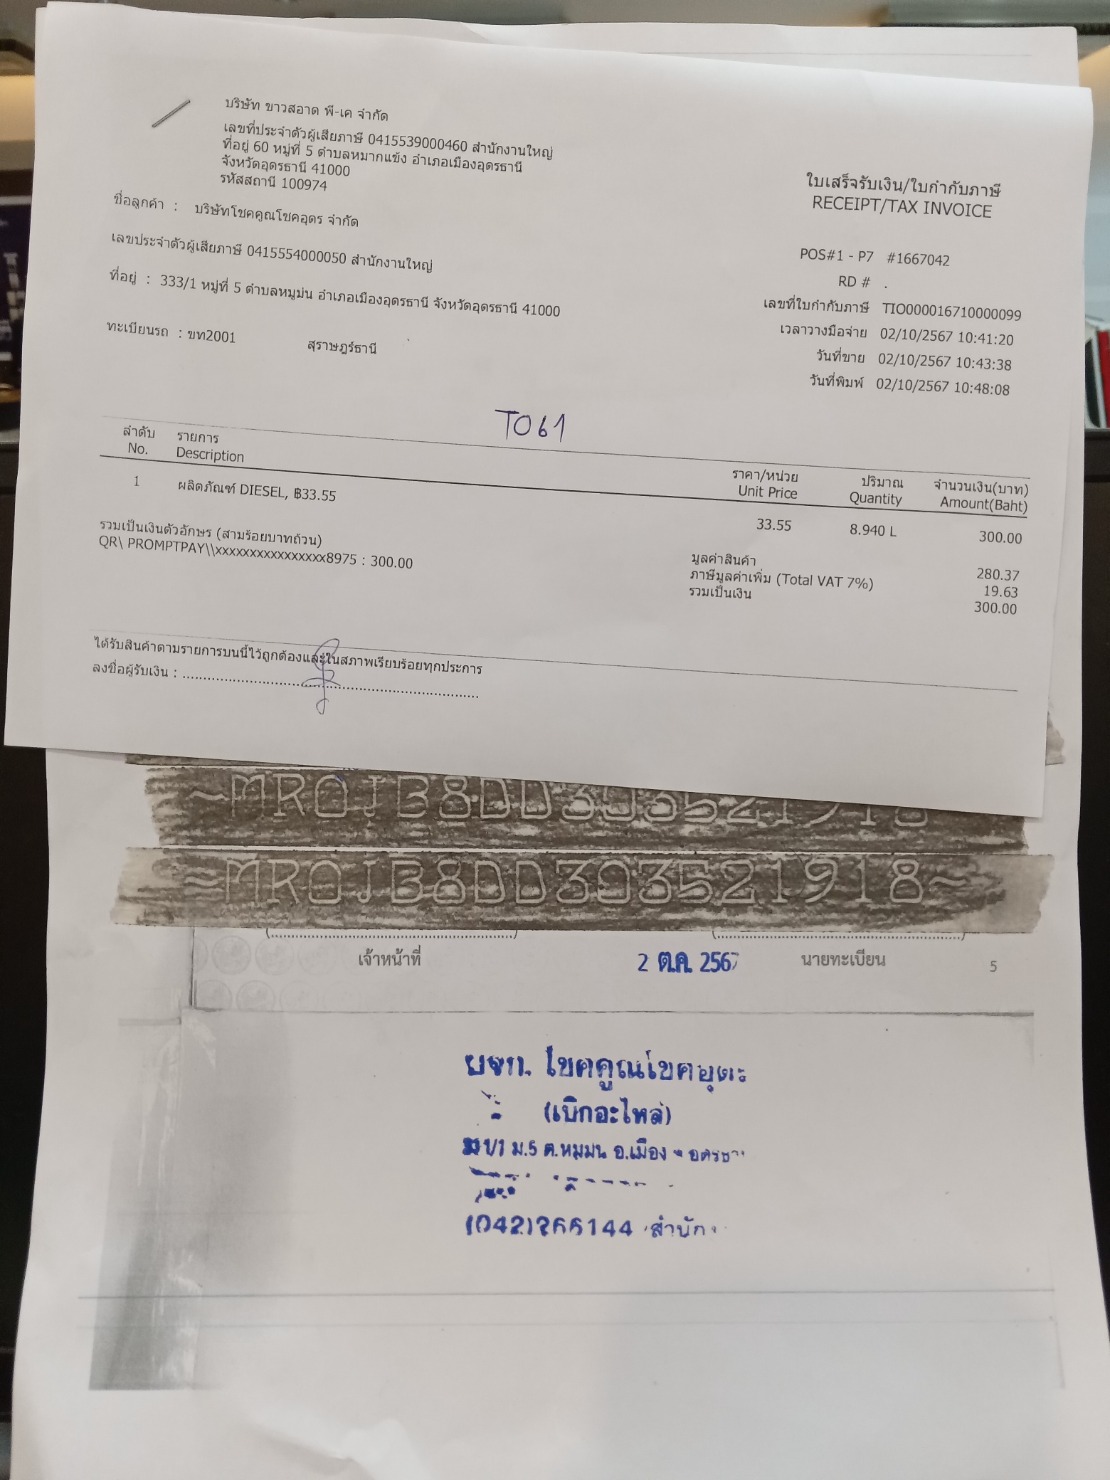 บริษัท ขาวสอาด พี-เค จำกัด
เลขที่ประจำตัวผู้เสียภาษี 0415539000460 สำนักงานใหญ่
ที่อยู่ 60 หมู่ที่ 5 ตำบลหมากแข้ง อำเภอเมืองอุดรธานี
จังหวัดอุดรธานี 41000
รหัสสถานี 100974
ใบเสร็จรับเงิน/ใบกำกับภาษี
RECEIPT/TAX INVOICE
ชื่อลูกค้า : บริษัทโชคคูณโชคอุดร จำกัด
เลขประจำตัวผู้เสียภาษี 0415554000050 สำนักงานใหญ่
ที่อยู่ : 333/1 หมู่ที่ 5 ตำบลหมูม่น อำเภอเมืองอุดรธานี จังหวัดอุดรธานี 41000
ทะเบียนรถ : ขท2001 สุราษฎร์ธานี
POS#1 - P7 #1667042
RD # .
เลขที่ใบกำกับภาษี TIO000016710000099
เวลาวางมือจ่าย 02/10/2567 10:41:20
วันที่ขาย 02/10/2567 10:43:38
วันที่พิมพ์ 02/10/2567 10:48:08
T061
ลำดับ รายการ ราคา/หน่วย ปริมาณ จำนวนเงิน(บาท)
No. Description Unit Price Quantity Amount(Baht)
1 ผลิตภัณฑ์ DIESEL, ฿33.55 33.55 8.940 L 300.00
รวมเป็นเงินตัวอักษร (สามร้อยบาทถ้วน)
QR\ PROMPTPAY\\xxxxxxxxxxxxxxxx8975 : 300.00
มูลค่าสินค้า 280.37
ภาษีมูลค่าเพิ่ม (Total VAT 7%) 19.63
รวมเป็นเงิน 300.00
ได้รับสินค้าตามรายการบนนี้ไว้ถูกต้องและในสภาพเรียบร้อยทุกประการ
ลงชื่อผู้รับเงิน :
~MR0JB8DD303521918
~MR0JB8DD303521918~
เจ้าหน้าที่ 2 ต.ค. 2567 นายทะเบียน 5
บจก. โชคคูณโชคอุดร
(เบิกอะไหล่)
ม.5 ต.หมูม่น อ.เมือง
(042)266144 สำนัก